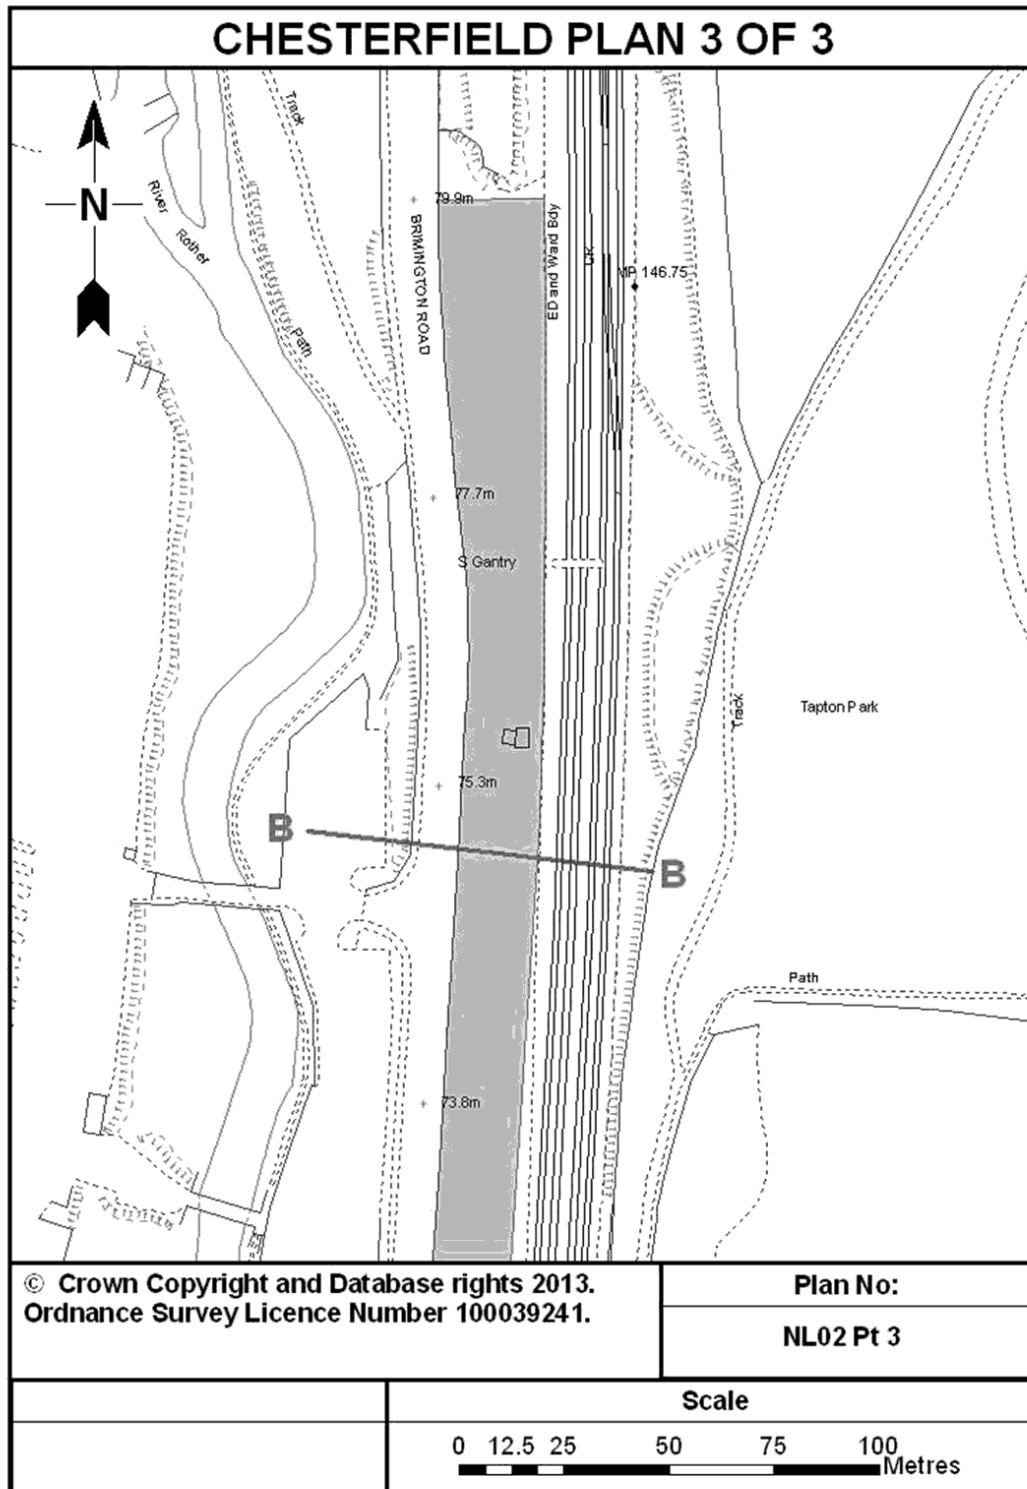 CHESTERFIELD PLAN 3 OF 3
Track
N
River
Rother
79.9m
BRIMINGTON ROAD
ED and Ward Bdy
CR
MP 146.75
Path
77.7m
S Gantry
Track
Tapton Park
75.3m
B
B
Path
73.8m
© Crown Copyright and Database rights 2013.
Ordnance Survey Licence Number 100039241.
Plan No:
NL02 Pt 3
Scale
0 12.5 25 50 75 100
Metres